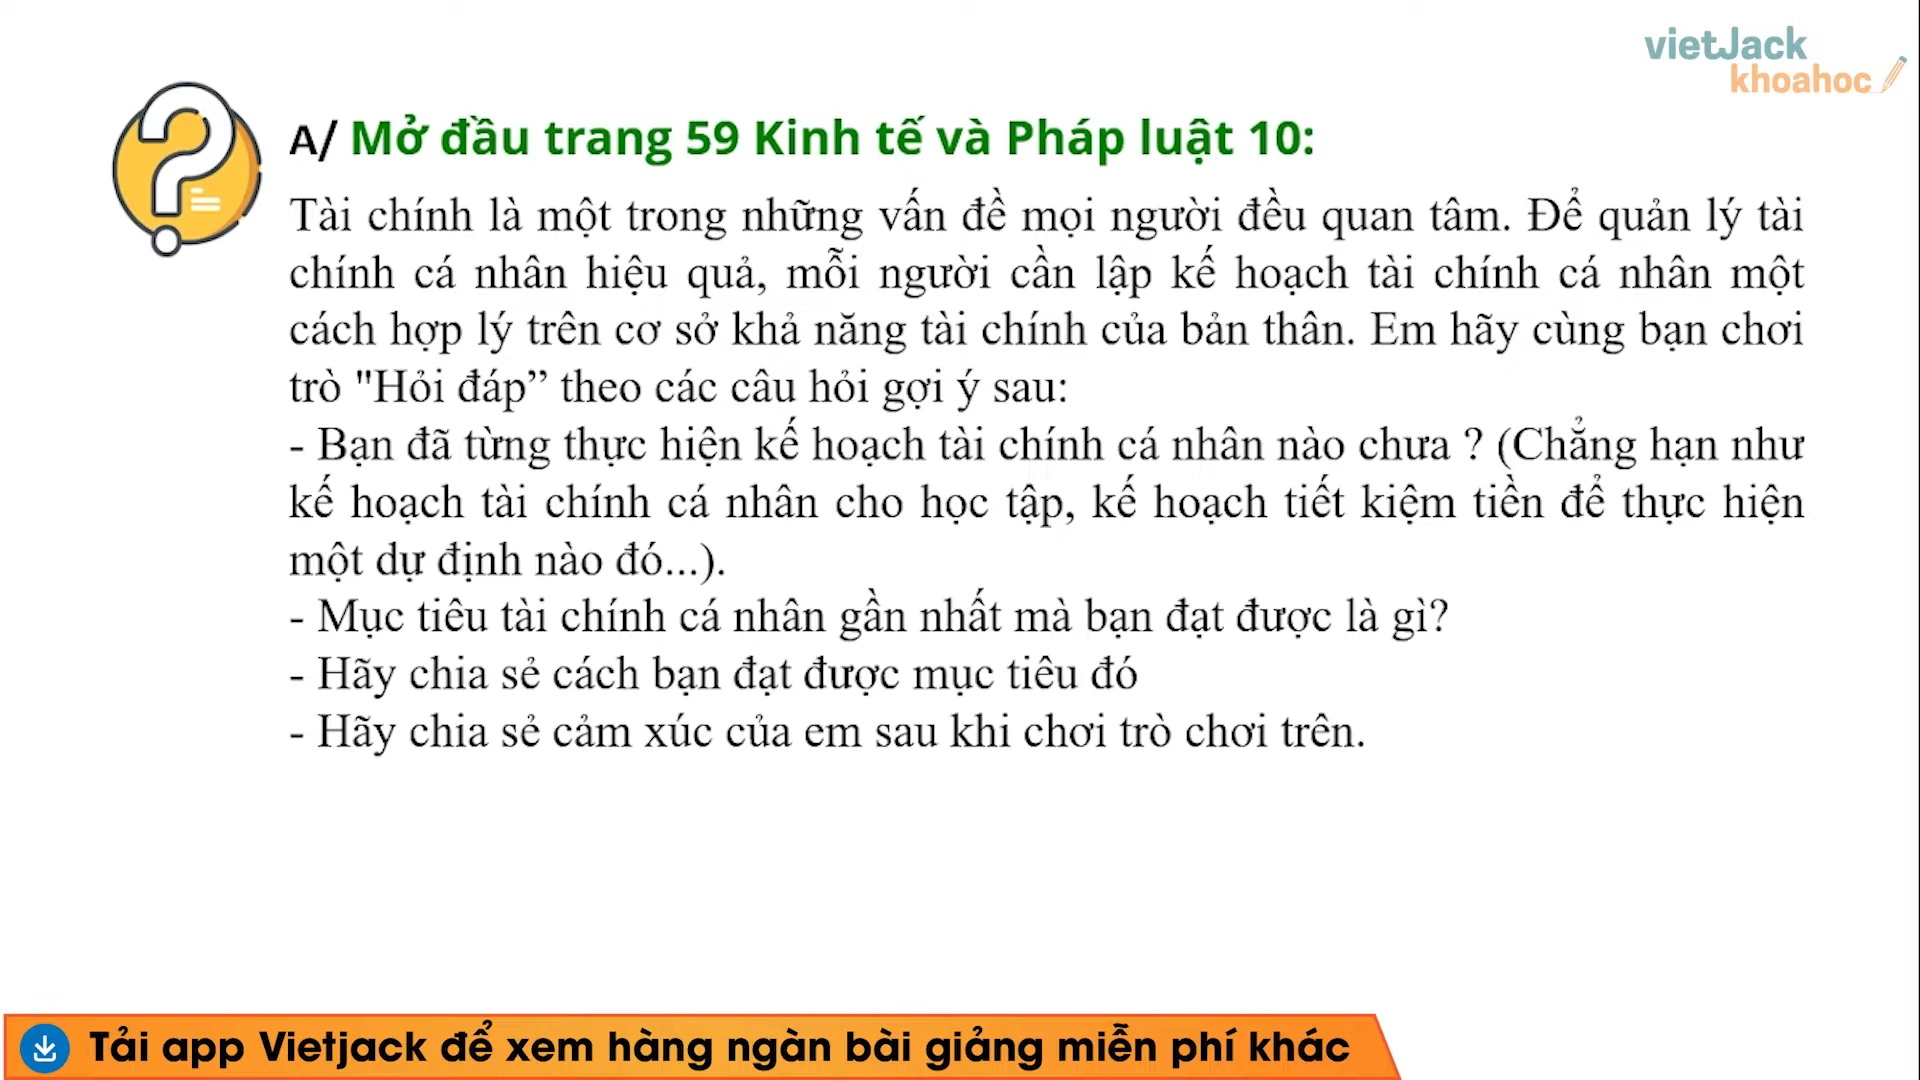 vietJack
khoahoc
A/ Mở đầu trang 59 Kinh tế và Pháp luật 10:
Tài chính là một trong những vấn đề mọi người đều quan tâm. Để quản lý tài
chính cá nhân hiệu quả, mỗi người cần lập kế hoạch tài chính cá nhân một
cách hợp lý trên cơ sở khả năng tài chính của bản thân. Em hãy cùng bạn chơi
trò "Hỏi đáp” theo các câu hỏi gợi ý sau:
- Bạn đã từng thực hiện kế hoạch tài chính cá nhân nào chưa ? (Chẳng hạn như
kế hoạch tài chính cá nhân cho học tập, kế hoạch tiết kiệm tiền để thực hiện
một dự định nào đó...).
- Mục tiêu tài chính cá nhân gần nhất mà bạn đạt được là gì?
- Hãy chia sẻ cách bạn đạt được mục tiêu đó
- Hãy chia sẻ cảm xúc của em sau khi chơi trò chơi trên.
Tải app Vietjack để xem hàng ngàn bài giảng miễn phí khác